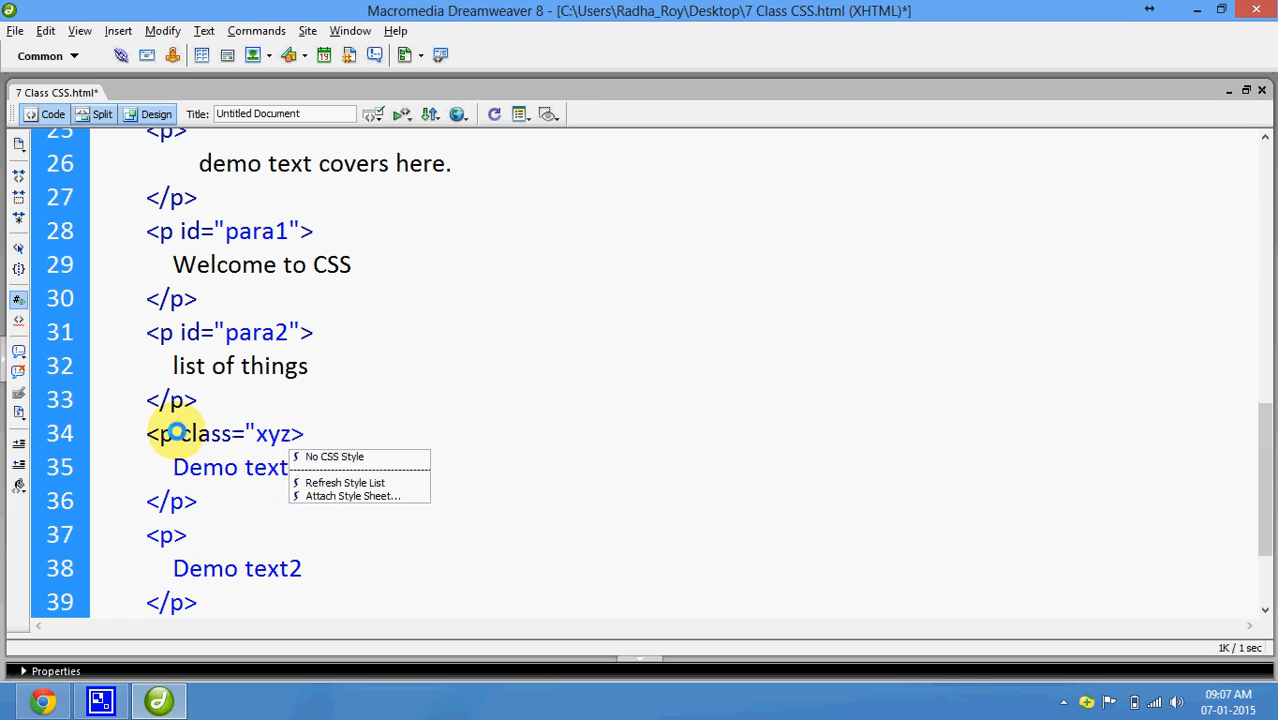 Macromedia Dreamweaver 8 - [C:\Users\Radha_Roy\Desktop\7 Class CSS.html (XHTML)*]
File Edit View Insert Modify Text Commands Site Window Help
Common
7 Class CSS.html*
Code Split Design Title: Untitled Document
25 <p>
26 demo text covers here.
27 </p>
28 <p id="para1">
29 Welcome to CSS
30 </p>
31 <p id="para2">
32 list of things
33 </p>
34 <p class="xyz>
No CSS Style
35 Demo text
Refresh Style List
Attach Style Sheet...
36 </p>
37 <p>
38 Demo text2
39 </p>
1K / 1 sec
Properties
09:07 AM
07-01-2015